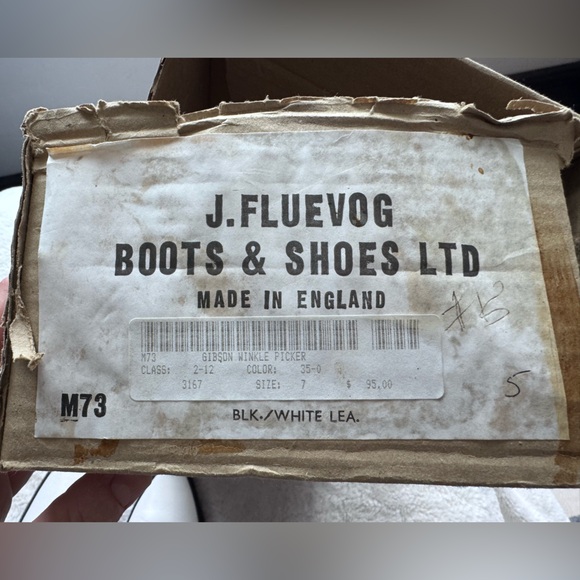 J.FLUEVOG
BOOTS & SHOES LTD
MADE IN ENGLAND
M73 GIBSON WINKLE PICKER
CLASS: 2-12 COLOR: 35-0
3167 SIZE: 7 $ 95.00
5
M73
BLK./WHITE LEA.